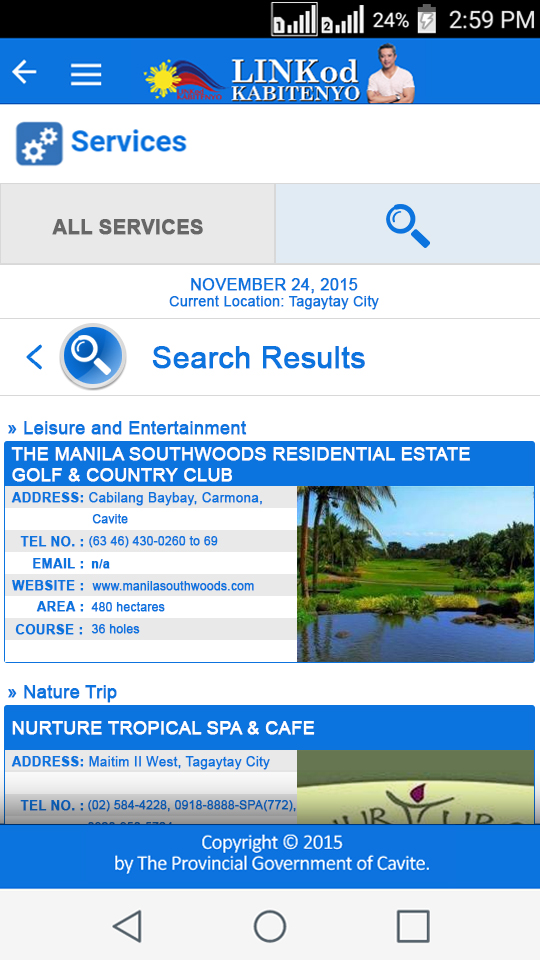 1 2 24% 2:59 PM
LINKod
KABITENYO
Services
ALL SERVICES
NOVEMBER 24, 2015
Current Location: Tagaytay City
Search Results
» Leisure and Entertainment
THE MANILA SOUTHWOODS RESIDENTIAL ESTATE
GOLF & COUNTRY CLUB
ADDRESS: Cabilang Baybay, Carmona,
Cavite
TEL NO. : (63 46) 430-0260 to 69
EMAIL : n/a
WEBSITE : www.manilasouthwoods.com
AREA : 480 hectares
COURSE : 36 holes
» Nature Trip
NURTURE TROPICAL SPA & CAFE
ADDRESS: Maitim II West, Tagaytay City
TEL NO. : (02) 584-4228, 0918-8888-SPA(772),
Copyright © 2015
by The Provincial Government of Cavite.